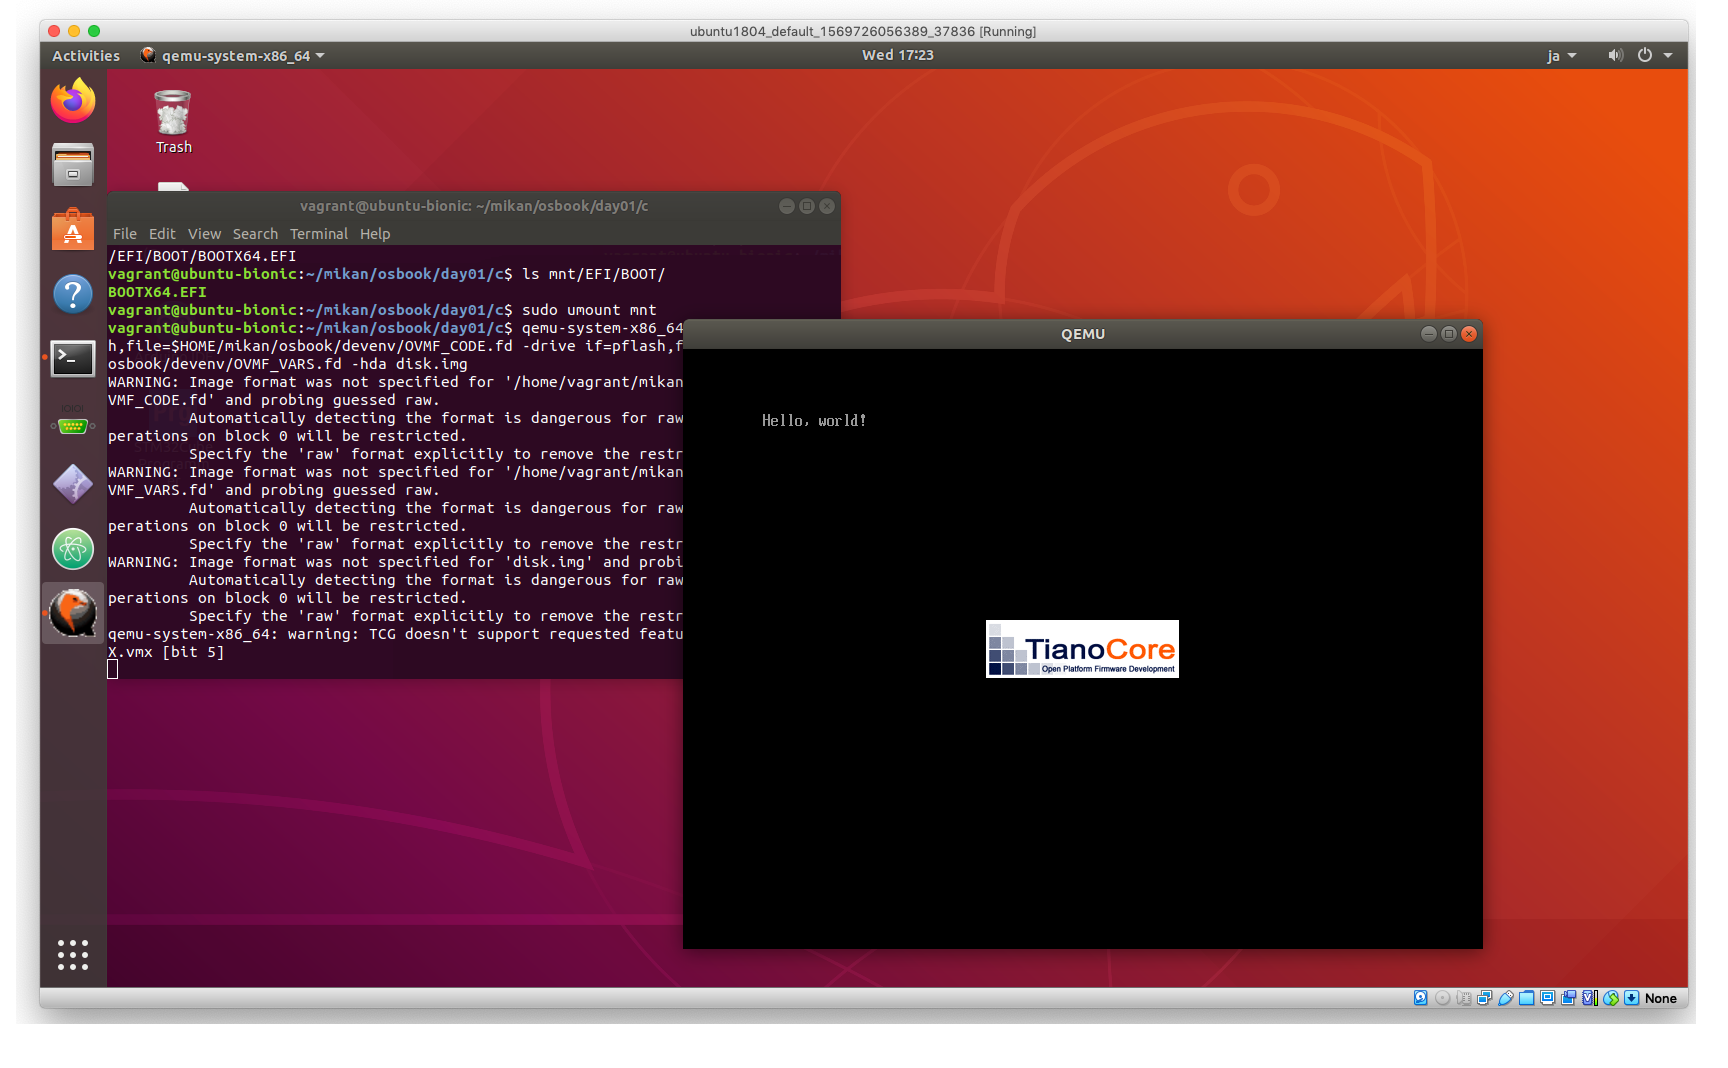 ubuntu1804_default_1569726056389_37836 [Running]
Activities qemu-system-x86_64 Wed 17:23 ja
Trash
vagrant@ubuntu-bionic: ~/mikan/osbook/day01/c
File Edit View Search Terminal Help
/EFI/BOOT/BOOTX64.EFI
vagrant@ubuntu-bionic:~/mikan/osbook/day01/c$ ls mnt/EFI/BOOT/
BOOTX64.EFI
vagrant@ubuntu-bionic:~/mikan/osbook/day01/c$ sudo umount mnt
vagrant@ubuntu-bionic:~/mikan/osbook/day01/c$ qemu-system-x86_64
h,file=$HOME/mikan/osbook/devenv/OVMF_CODE.fd -drive if=pflash,f
osbook/devenv/OVMF_VARS.fd -hda disk.img
WARNING: Image format was not specified for '/home/vagrant/mikan
VMF_CODE.fd' and probing guessed raw.
Automatically detecting the format is dangerous for raw
perations on block 0 will be restricted.
Specify the 'raw' format explicitly to remove the restr
WARNING: Image format was not specified for '/home/vagrant/mikan
VMF_VARS.fd' and probing guessed raw.
Automatically detecting the format is dangerous for raw
perations on block 0 will be restricted.
Specify the 'raw' format explicitly to remove the restr
WARNING: Image format was not specified for 'disk.img' and probi
Automatically detecting the format is dangerous for raw
perations on block 0 will be restricted.
Specify the 'raw' format explicitly to remove the restr
qemu-system-x86_64: warning: TCG doesn't support requested featu
X.vmx [bit 5]
QEMU
Hello, world!
TianoCore
Open Platform Firmware Development
None